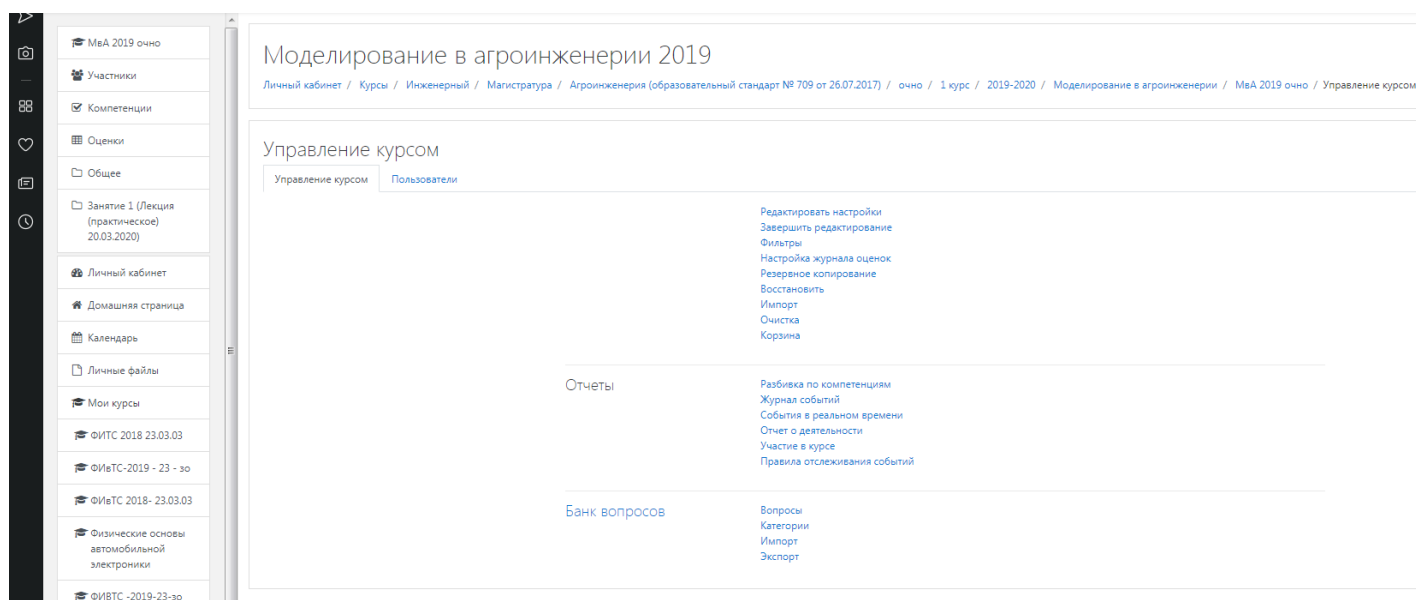 МвА 2019 очно
Участники
Компетенции
Оценки
Общее
Занятие 1 (Лекция
(практическое)
20.03.2020)
Личный кабинет
Домашняя страница
Календарь
Личные файлы
Мои курсы
ФИТС 2018 23.03.03
ФИвТС-2019 - 23 - зо
ФИвТС 2018- 23.03.03
Физические основы
автомобильной
электроники
ФИВТС -2019-23-зо
Моделирование в агроинженерии 2019
Личный кабинет / Курсы / Инженерный / Магистратура / Агроинженерия (образовательный стандарт № 709 от 26.07.2017) / очно / 1 курс / 2019-2020 / Моделирование в агроинженерии / МвА 2019 очно / Управление курсом
Управление курсом
Управление курсом Пользователи
Редактировать настройки
Завершить редактирование
Фильтры
Настройка журнала оценок
Резервное копирование
Восстановить
Импорт
Очистка
Корзина
Отчеты
Разбивка по компетенциям
Журнал событий
События в реальном времени
Отчет о деятельности
Участие в курсе
Правила отслеживания событий
Банк вопросов
Вопросы
Категории
Импорт
Экспорт